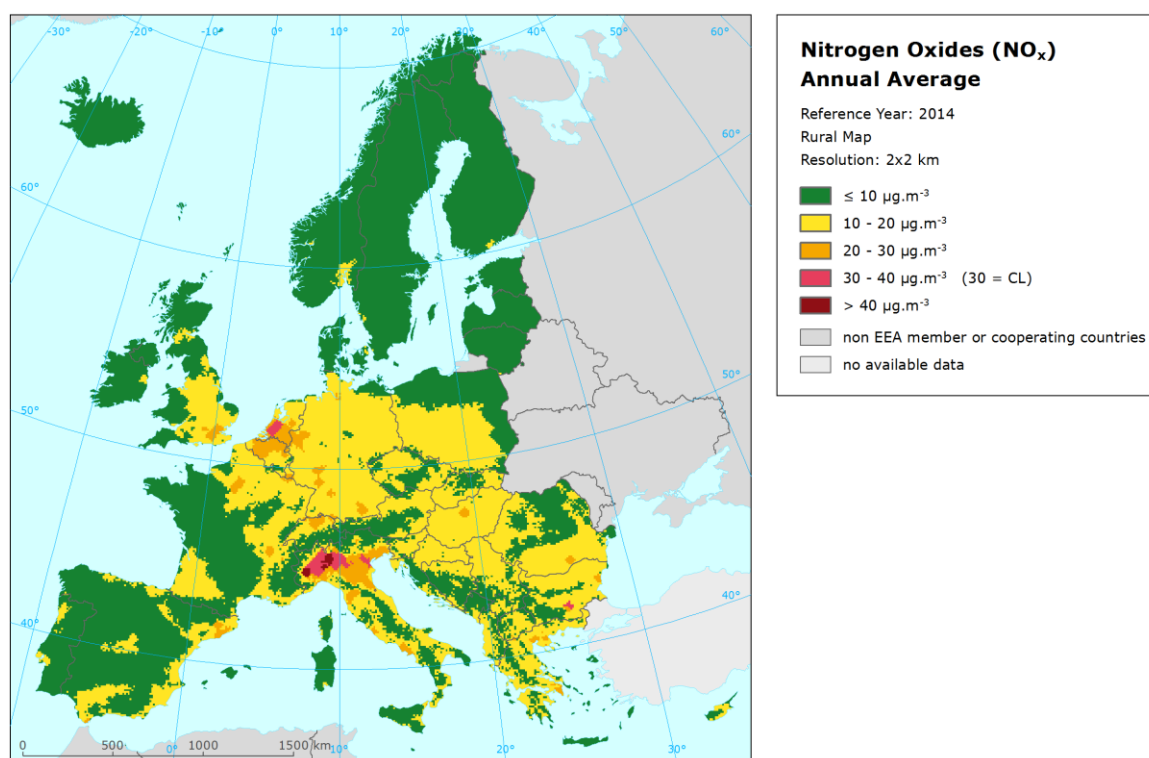 -30°
-20°
-10°
0°
10°
20°
30°
40°
50°
60°
60°
60°
50°
50°
40°
40°
0 500 1000 1500 km
0°
10°
20°
30°
Nitrogen Oxides (NOₓ)
Annual Average
Reference Year: 2014
Rural Map
Resolution: 2x2 km
≤ 10 µg.m⁻³
10 - 20 µg.m⁻³
20 - 30 µg.m⁻³
30 - 40 µg.m⁻³ (30 = CL)
> 40 µg.m⁻³
non EEA member or cooperating countries
no available data